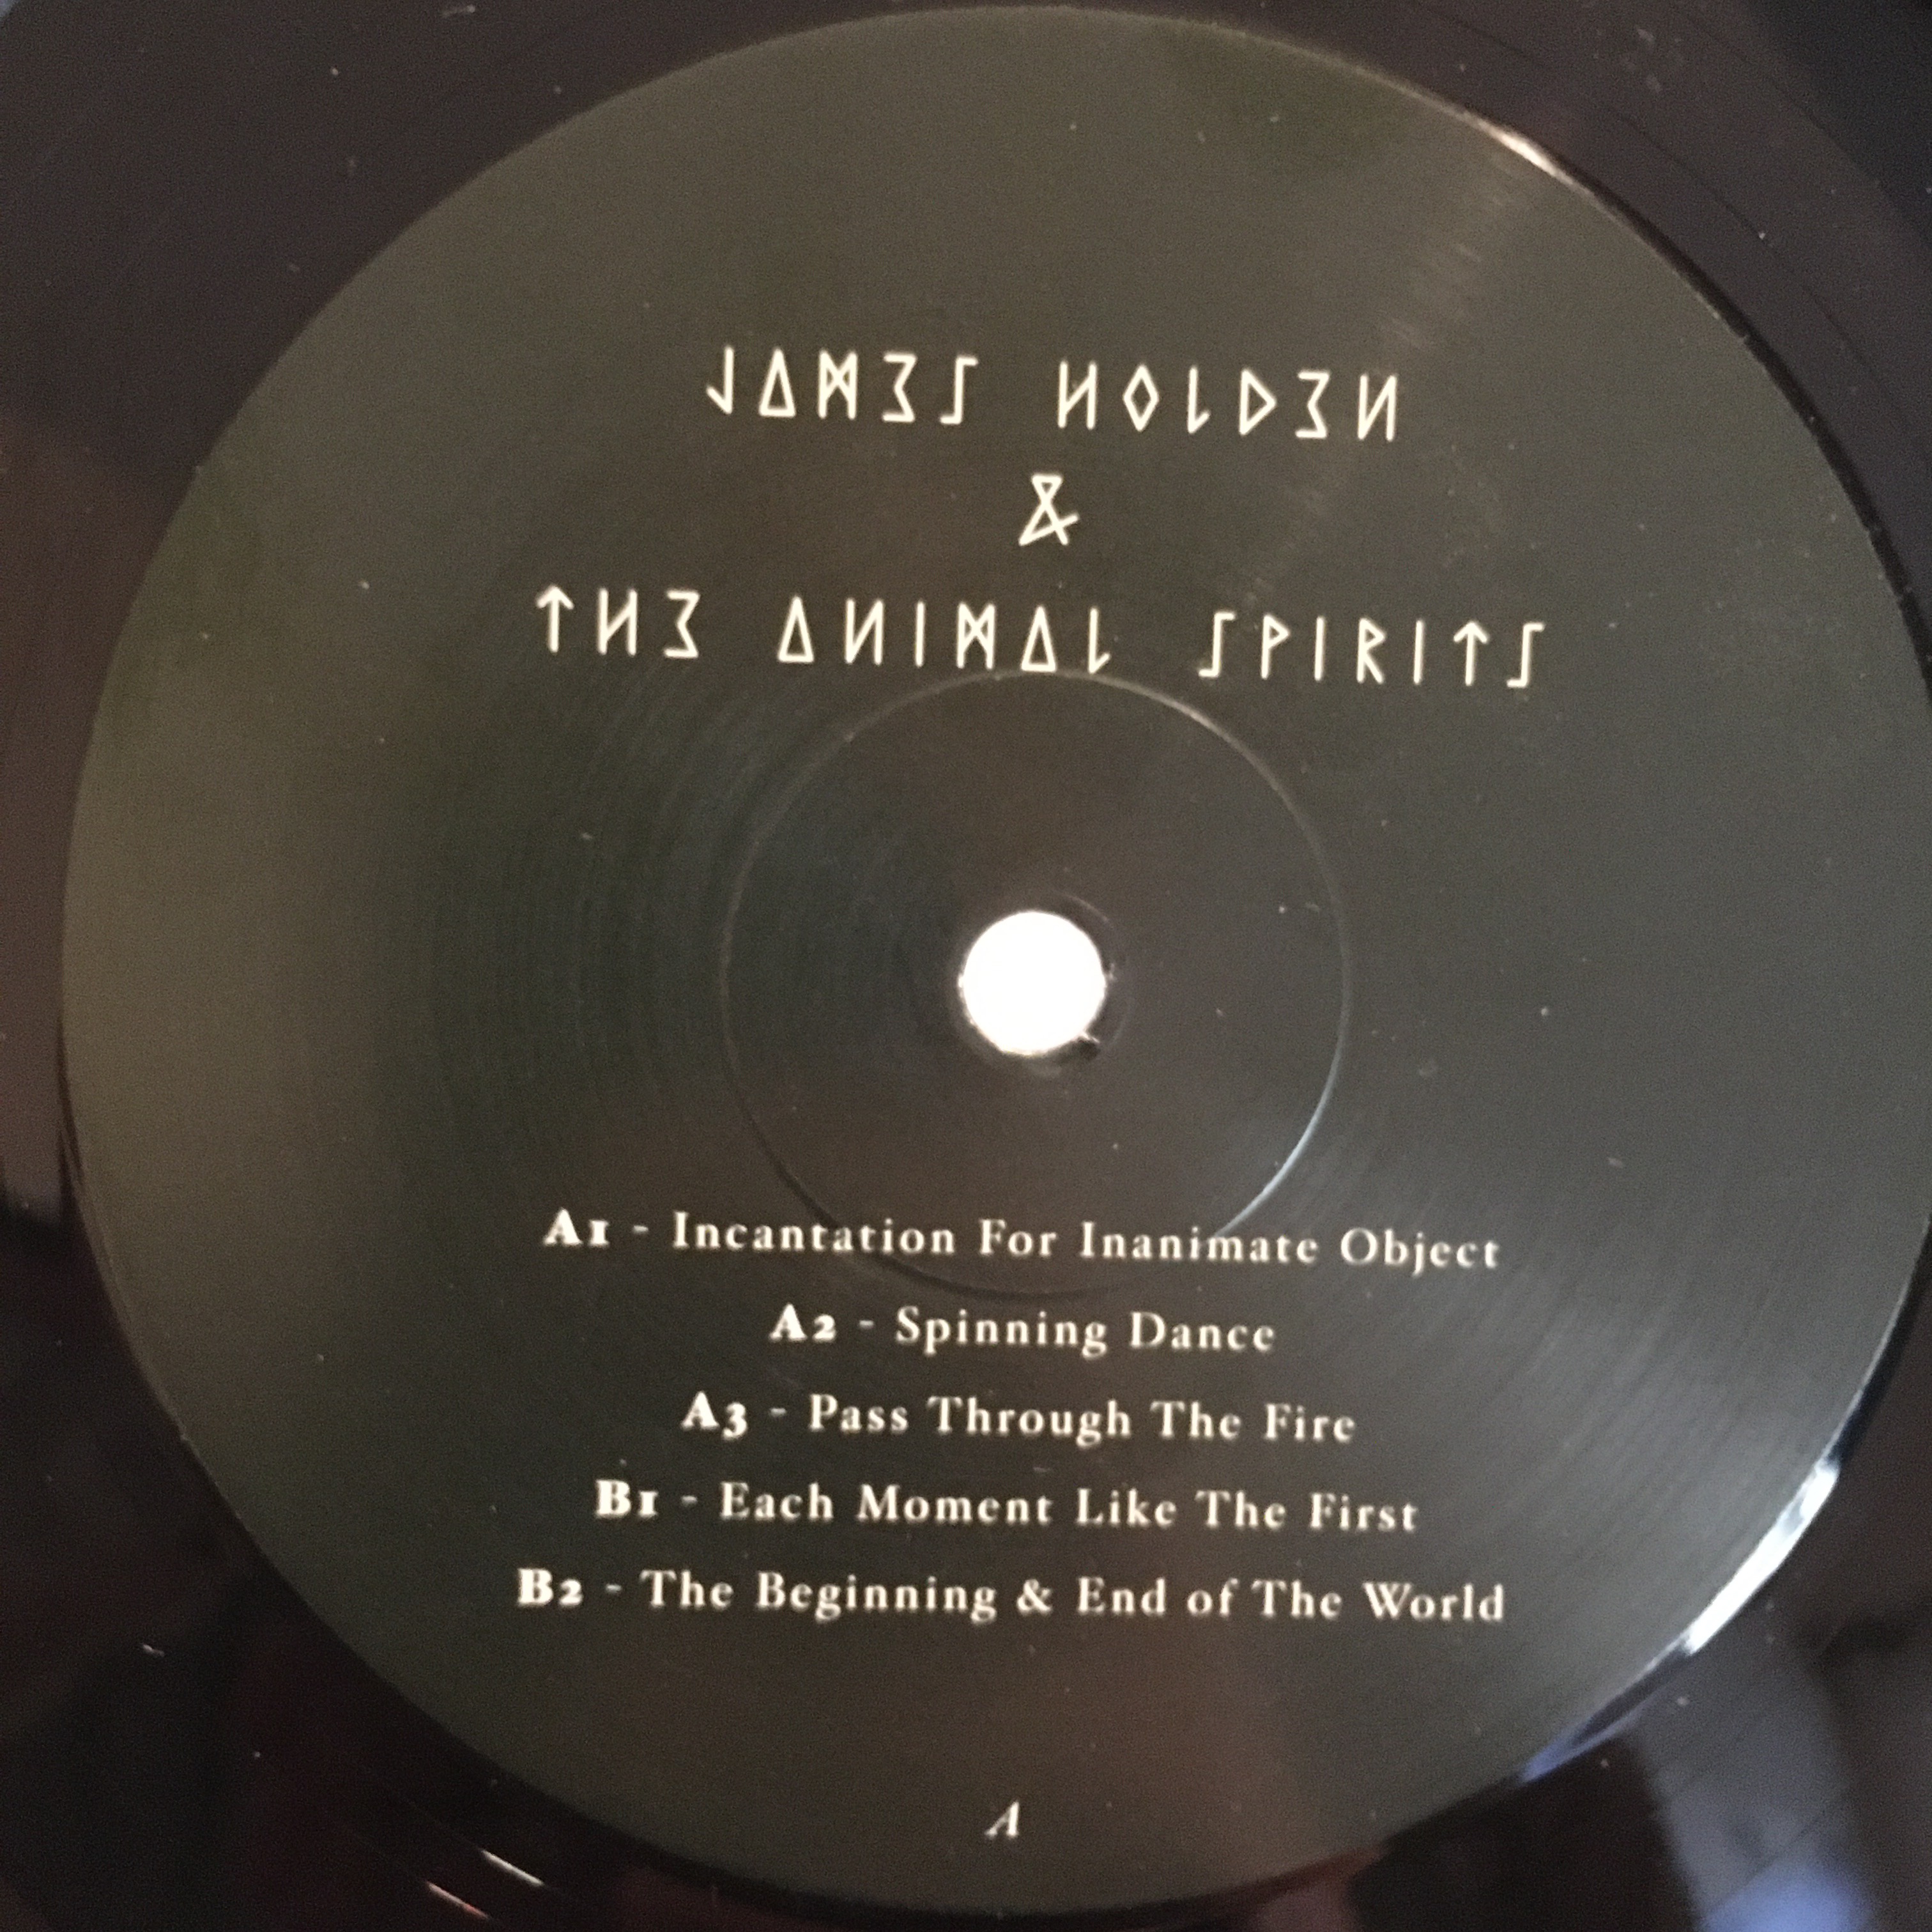 JAMES HOLDEN
&
THE ANIMAL SPIRITS
A1 - Incantation For Inanimate Object
A2 - Spinning Dance
A3 - Pass Through The Fire
B1 - Each Moment Like The First
B2 - The Beginning & End of The World
A